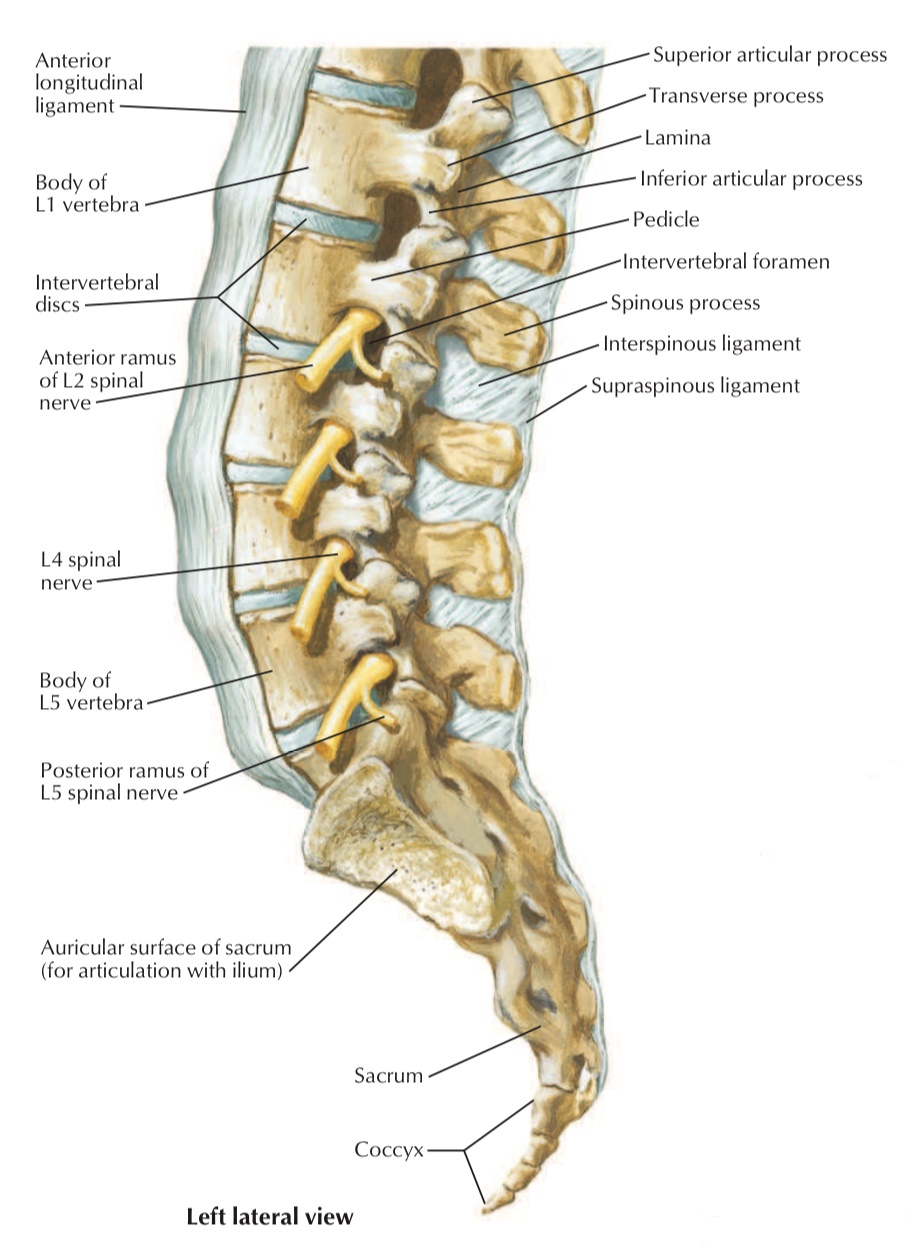 Anterior
longitudinal
ligament
Body of
L1 vertebra
Intervertebral
discs
Anterior ramus
of L2 spinal
nerve
L4 spinal
nerve
Body of
L5 vertebra
Posterior ramus of
L5 spinal nerve
Auricular surface of sacrum
(for articulation with ilium)
Superior articular process
Transverse process
Lamina
Inferior articular process
Pedicle
Intervertebral foramen
Spinous process
Interspinous ligament
Supraspinous ligament
Sacrum
Coccyx
Left lateral view